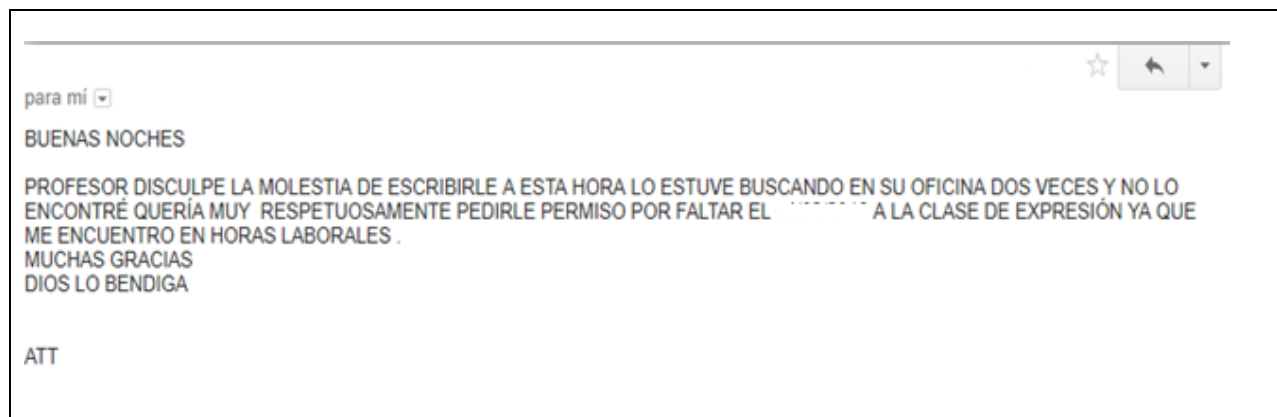 para mí
BUENAS NOCHES
PROFESOR DISCULPE LA MOLESTIA DE ESCRIBIRLE A ESTA HORA LO ESTUVE BUSCANDO EN SU OFICINA DOS VECES Y NO LO
ENCONTRÉ QUERÍA MUY RESPETUOSAMENTE PEDIRLE PERMISO POR FALTAR EL A LA CLASE DE EXPRESIÓN YA QUE
ME ENCUENTRO EN HORAS LABORALES .
MUCHAS GRACIAS
DIOS LO BENDIGA
ATT